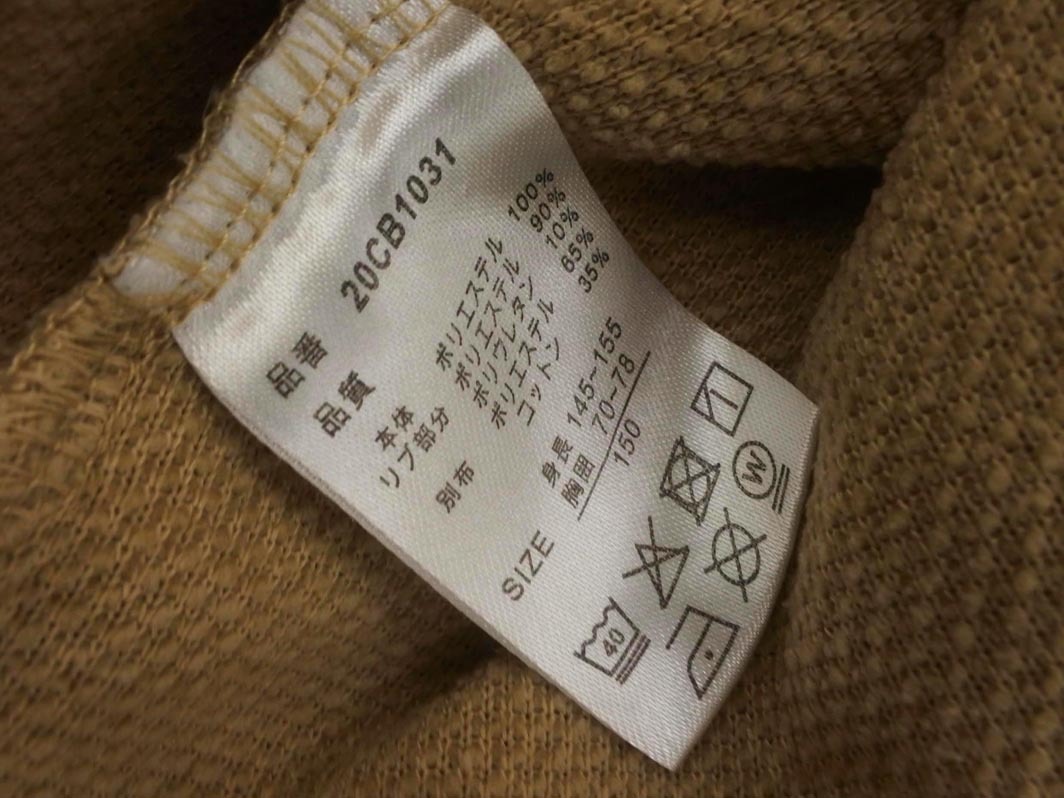 品番 20CB1031
品質
本体 ポリエステル 100%
リブ部分 ポリエステル 90%
ポリウレタン 10%
別布 ポリエステル 65%
コットン 35%
SIZE
身長 145~155
胸囲 70~78
150
40
W